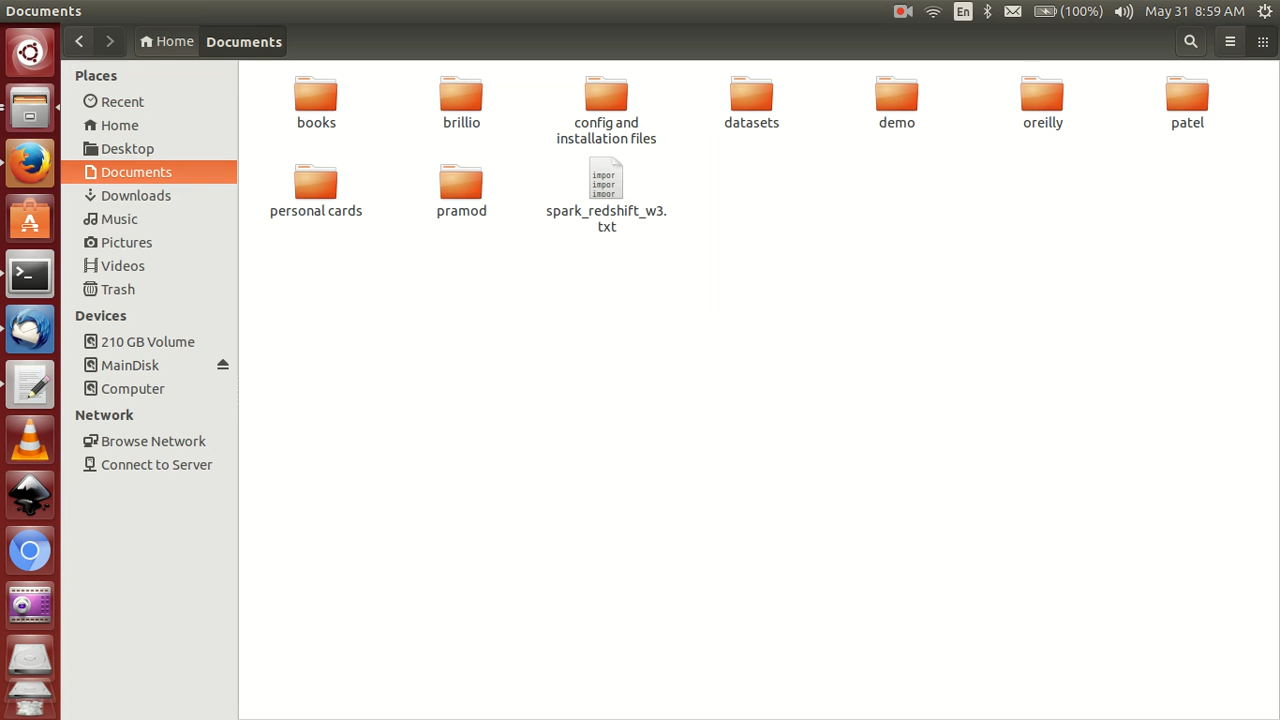 Documents
En
(100%)
May 31 8:59 AM
Home
Documents
Places
Recent
Home
Desktop
Documents
Downloads
Music
Pictures
Videos
Trash
Devices
210 GB Volume
MainDisk
Computer
Network
Browse Network
Connect to Server
books
brillio
config and
installation files
datasets
demo
oreilly
patel
personal cards
pramod
impor
impor
impor
spark_redshift_w3.
txt